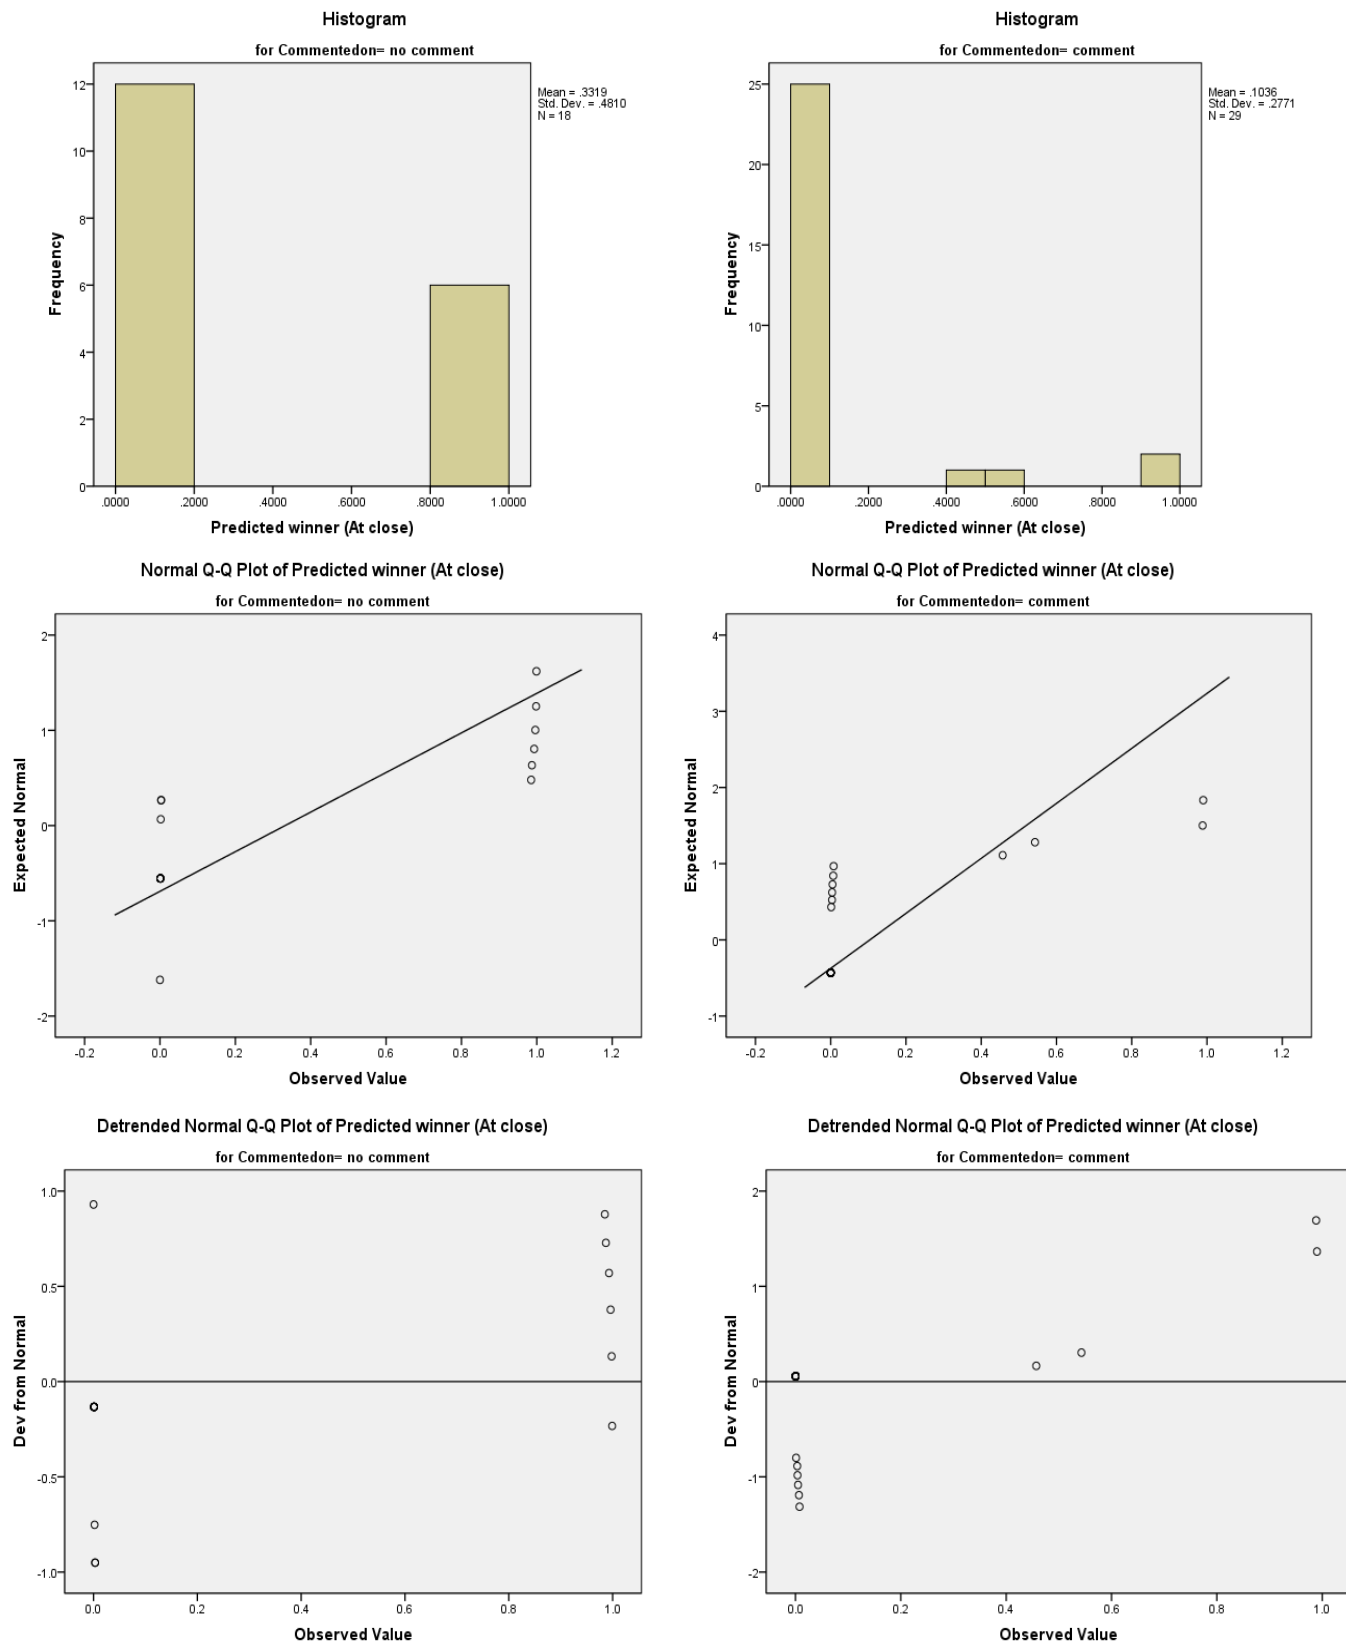 Histogram
for Commentedon= no comment
Mean = .3319
Std. Dev. = .4810
N = 18
12
10
8
6
4
2
0
Frequency
.0000 .2000 .4000 .6000 .8000 1.0000
Predicted winner (At close)
Histogram
for Commentedon= comment
Mean = .1036
Std. Dev. = .2771
N = 29
25
20
15
10
5
0
Frequency
.0000 .2000 .4000 .6000 .8000 1.0000
Predicted winner (At close)
Normal Q-Q Plot of Predicted winner (At close)
for Commentedon= no comment
2
1
0
-1
-2
Expected Normal
-0.2 0.0 0.2 0.4 0.6 0.8 1.0 1.2
Observed Value
Normal Q-Q Plot of Predicted winner (At close)
for Commentedon= comment
4
3
2
1
0
-1
Expected Normal
-0.2 0.0 0.2 0.4 0.6 0.8 1.0 1.2
Observed Value
Detrended Normal Q-Q Plot of Predicted winner (At close)
for Commentedon= no comment
1.0
0.5
0.0
-0.5
-1.0
Dev from Normal
0.0 0.2 0.4 0.6 0.8 1.0
Observed Value
Detrended Normal Q-Q Plot of Predicted winner (At close)
for Commentedon= comment
2
1
0
-1
-2
Dev from Normal
0.0 0.2 0.4 0.6 0.8 1.0
Observed Value